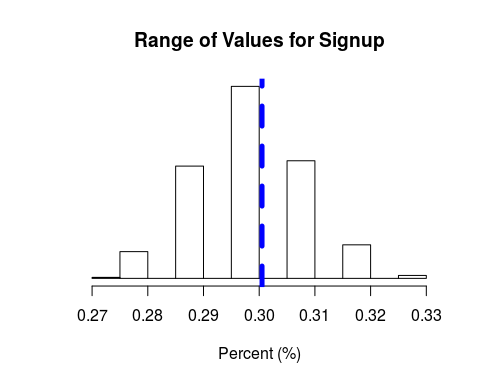 Range of Values for Signup
0.27 0.28 0.29 0.30 0.31 0.32 0.33
Percent (%)